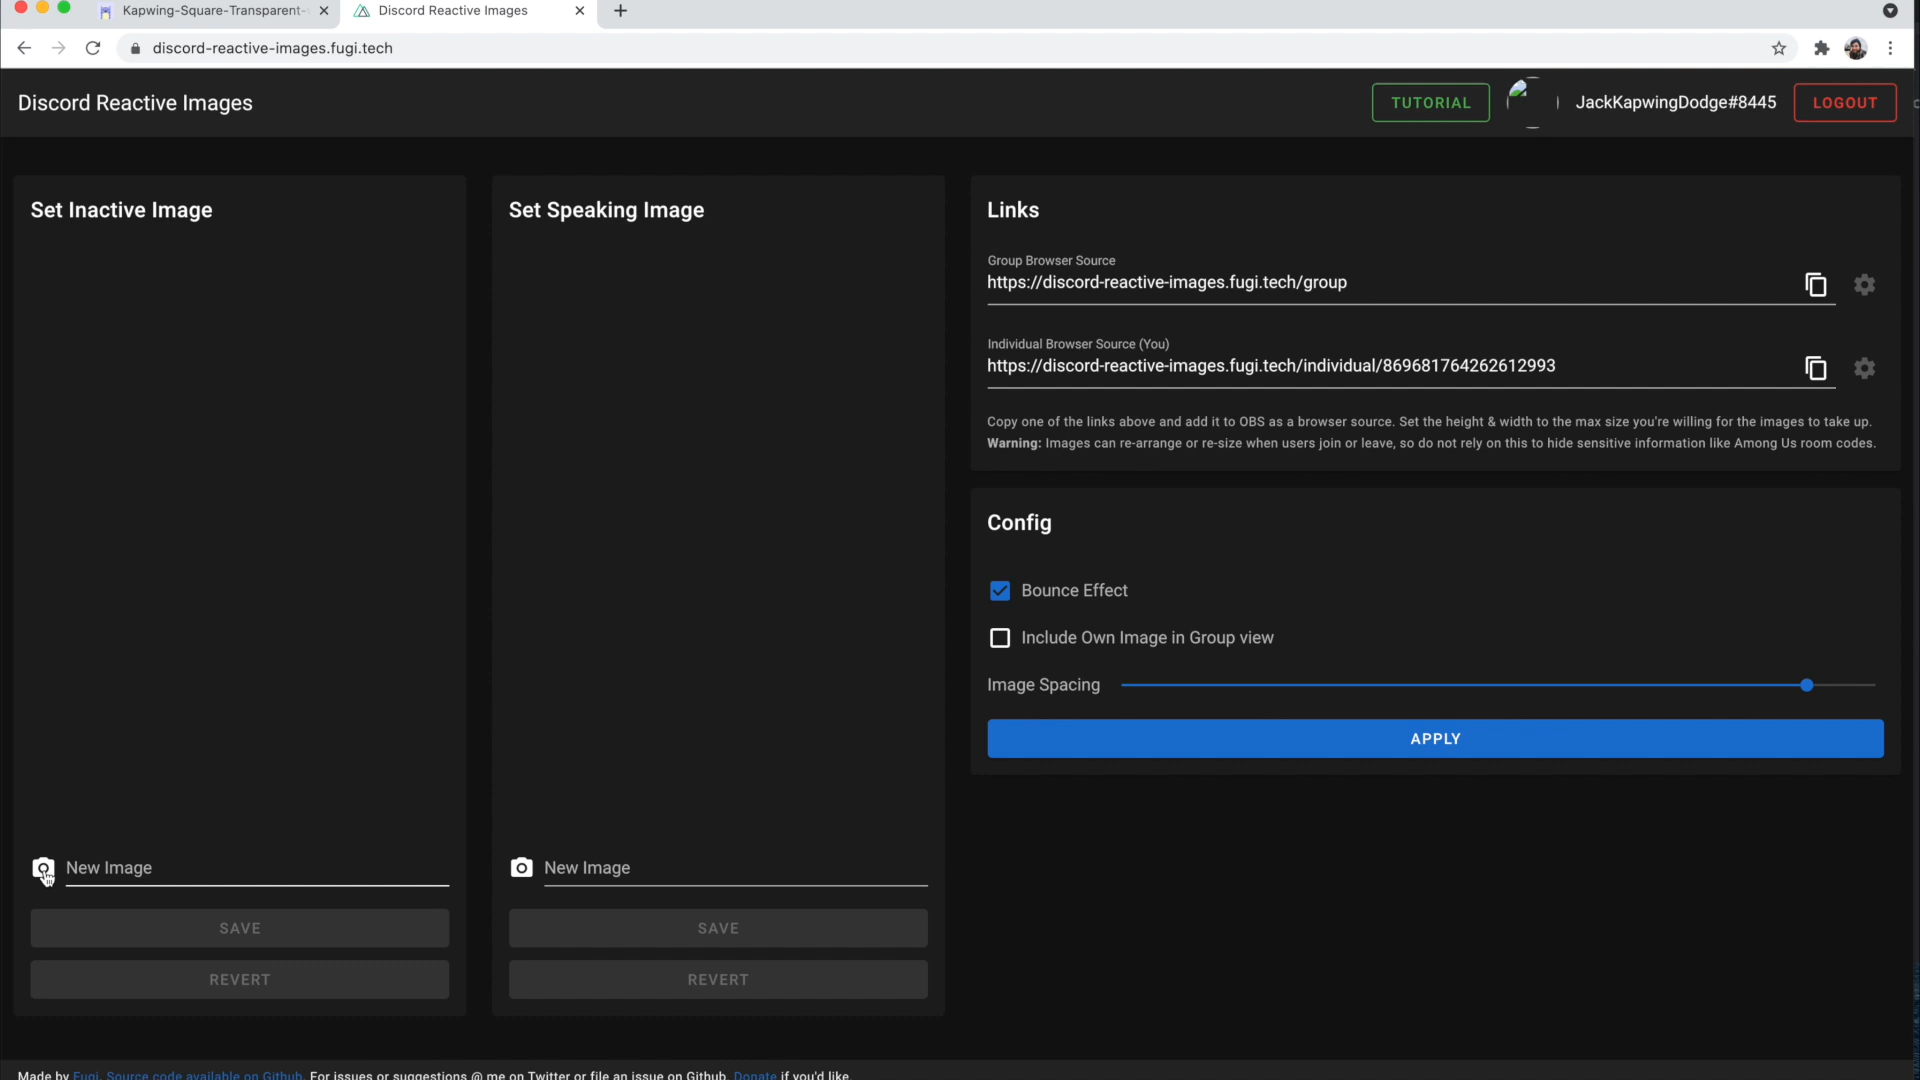 Kapwing-Square-Transparent-
Discord Reactive Images
discord-reactive-images.fugi.tech
Discord Reactive Images
TUTORIAL
JackKapwingDodge#8445
LOGOUT
Set Inactive Image
New Image
SAVE
REVERT
Set Speaking Image
New Image
SAVE
REVERT
Links
Group Browser Source
https://discord-reactive-images.fugi.tech/group
Individual Browser Source (You)
https://discord-reactive-images.fugi.tech/individual/869681764262612993
Copy one of the links above and add it to OBS as a browser source. Set the height & width to the max size you're willing for the images to take up.
Warning: Images can re-arrange or re-size when users join or leave, so do not rely on this to hide sensitive information like Among Us room codes.
Config
Bounce Effect
Include Own Image in Group view
Image Spacing
APPLY
Made by Fugi. Source code available on Github. For issues or suggestions @ me on Twitter or file an issue on Github. Donate if you'd like.